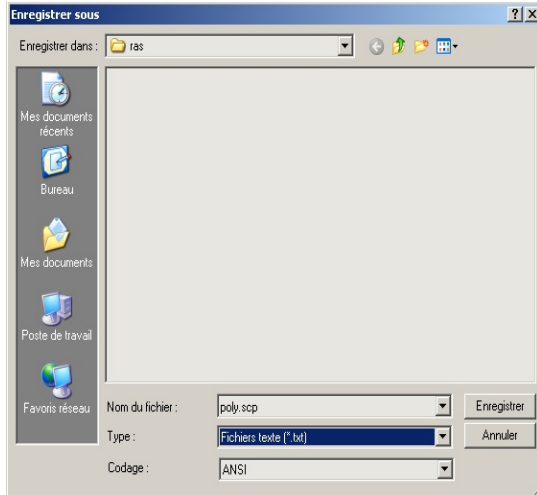 Enregistrer sous
Enregistrer dans :
ras
Mes documents
récents
Bureau
Mes documents
Poste de travail
Favoris réseau
Nom du fichier :
poly.scp
Enregistrer
Type :
Fichiers texte (*.txt)
Annuler
Codage :
ANSI